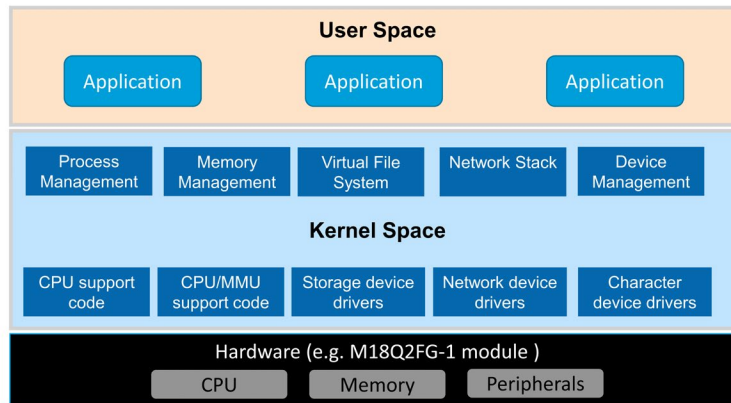 User Space
Application
Application
Application
Process
Management
Memory
Management
Virtual File
System
Network Stack
Device
Management
Kernel Space
CPU support
code
CPU/MMU
support code
Storage device
drivers
Network device
drivers
Character
device drivers
Hardware (e.g. M18Q2FG-1 module )
CPU
Memory
Peripherals